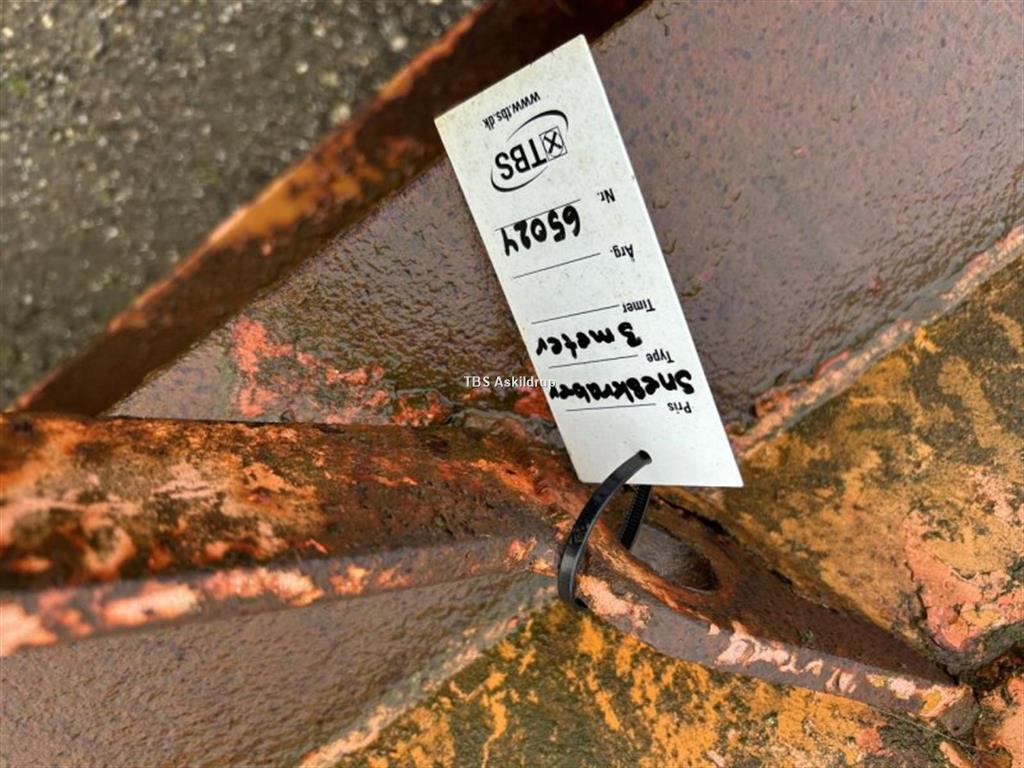 www.tbs.dk
TBS
Nr. 65024
Årg.
Timer
Type 3 meter
Sneskraber
Pris
TBS Askildrup